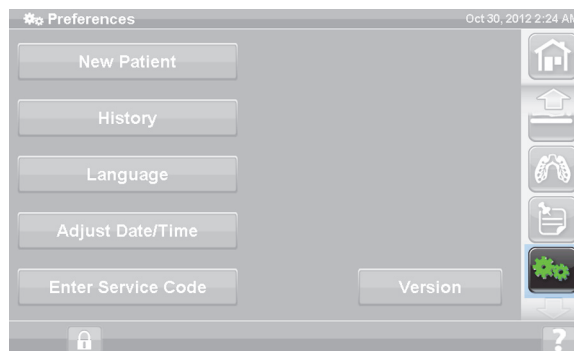 Preferences
Oct 30, 2012 2:24 AM
New Patient
History
Language
Adjust Date/Time
Enter Service Code
Version
?